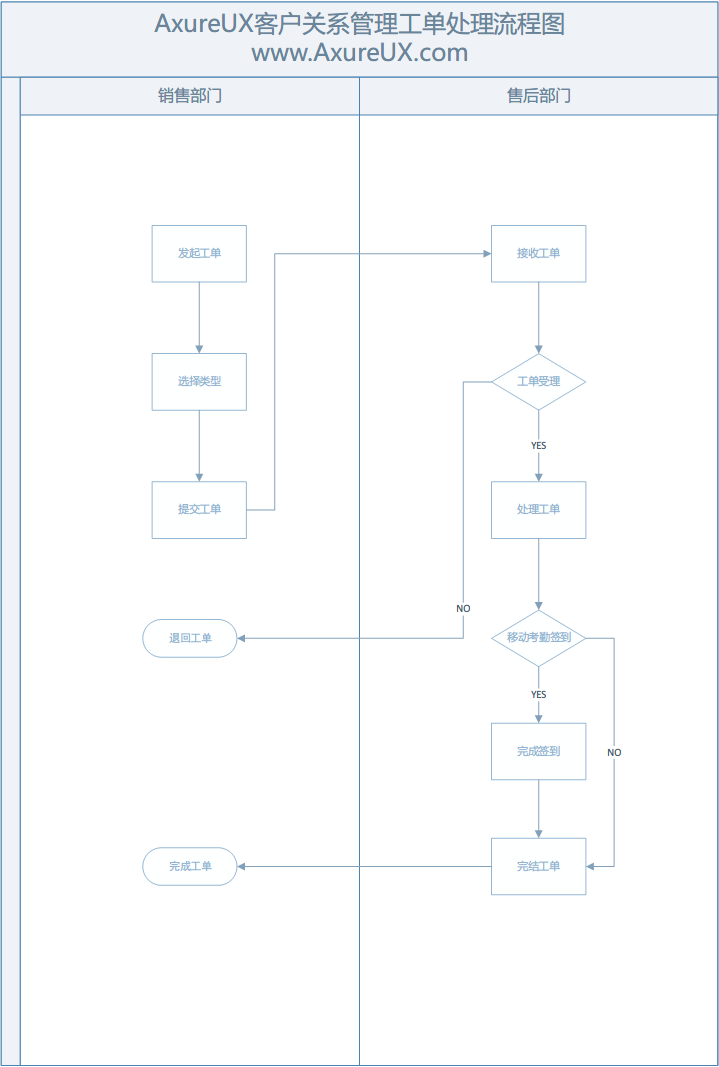 AxureUX客户关系管理工单处理流程图
www.AxureUX.com
销售部门
售后部门
发起工单
接收工单
选择类型
工单受理
YES
提交工单
处理工单
NO
退回工单
移动考勤签到
YES
完成签到
NO
完成工单
完结工单